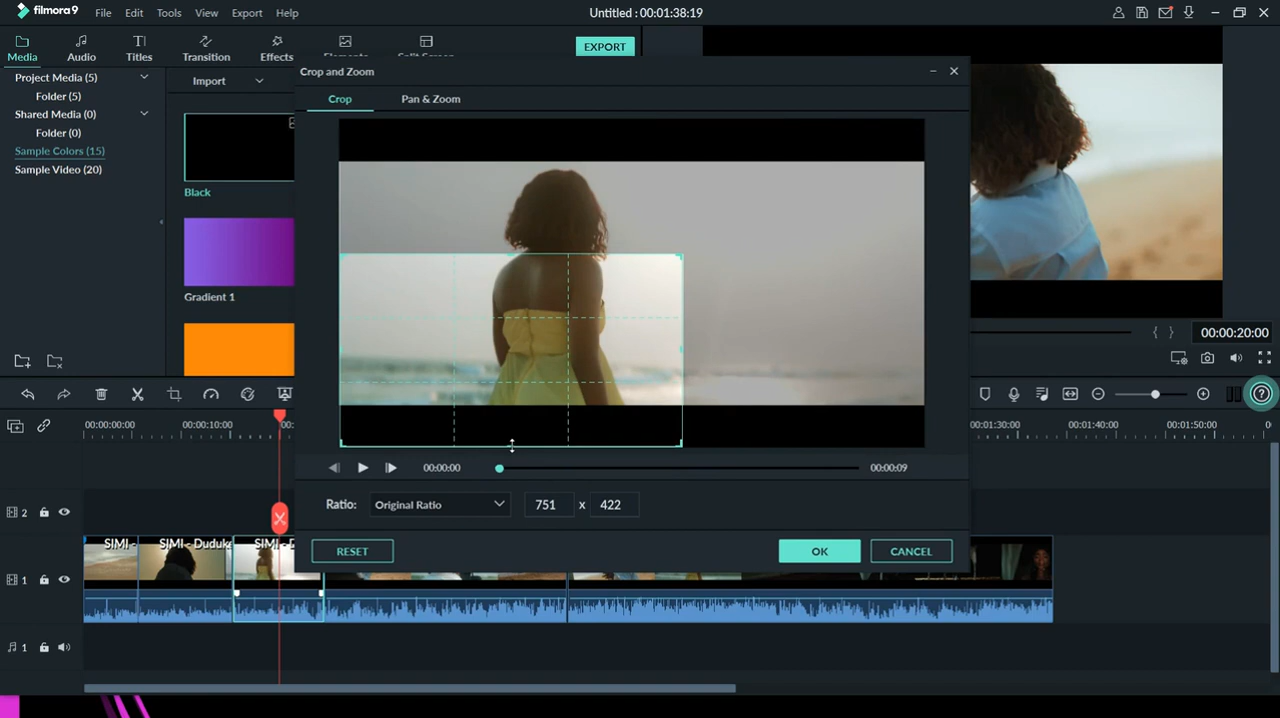 filmora9 File Edit Tools View Export Help Untitled : 00:01:38:19
Media Audio Titles Transition Effects Elements Split Screen EXPORT
Project Media (5) Import Crop and Zoom
Folder (5) Crop Pan & Zoom
Shared Media (0)
Folder (0)
Sample Colors (15)
Sample Video (20)
Black
Gradient 1
00:00:20:00
00:00:00 00:00:09
Ratio: Original Ratio 751 x 422
RESET OK CANCEL
00:00:00:00 00:00:10:00 00:01:30:00 00:01:40:00 00:01:50:00
2
SIMI - SIMI - Duduke SIMI - D
1
1